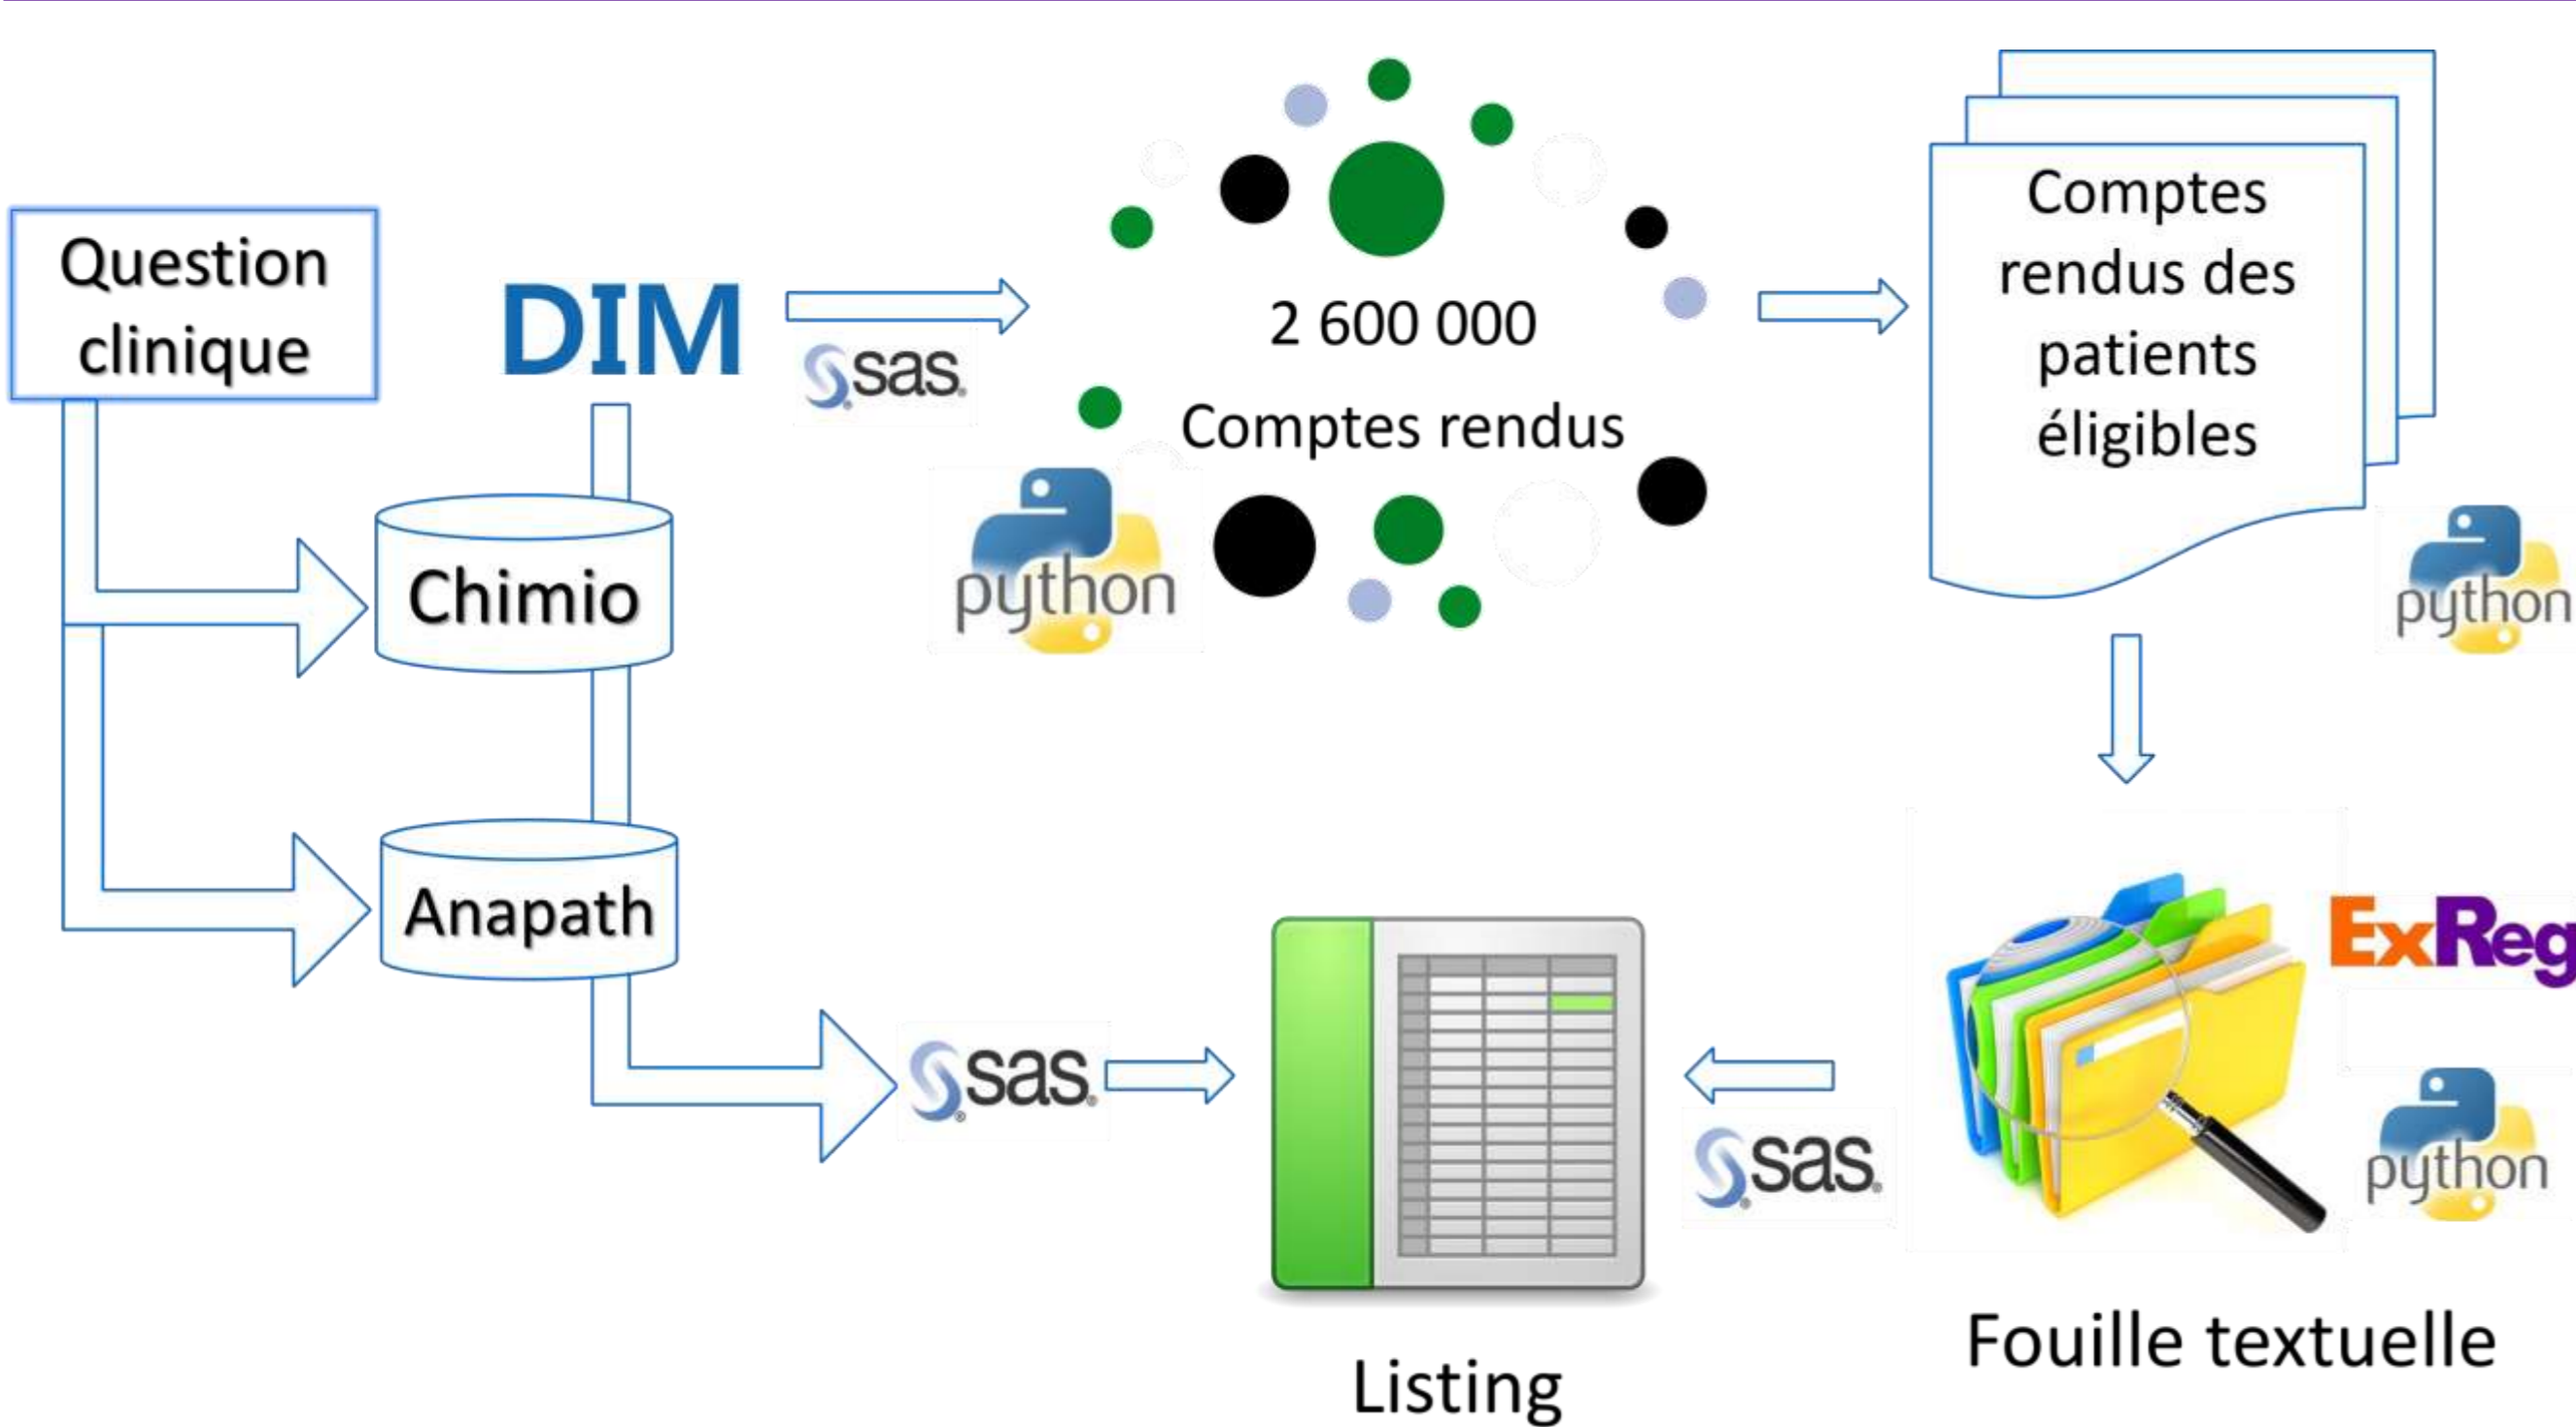 Question
clinique
DIM
sas
2 600 000
Comptes rendus
python
Comptes
rendus des
patients
éligibles
python
Chimio
Anapath
sas
Listing
sas
ExReg
python
Fouille textuelle